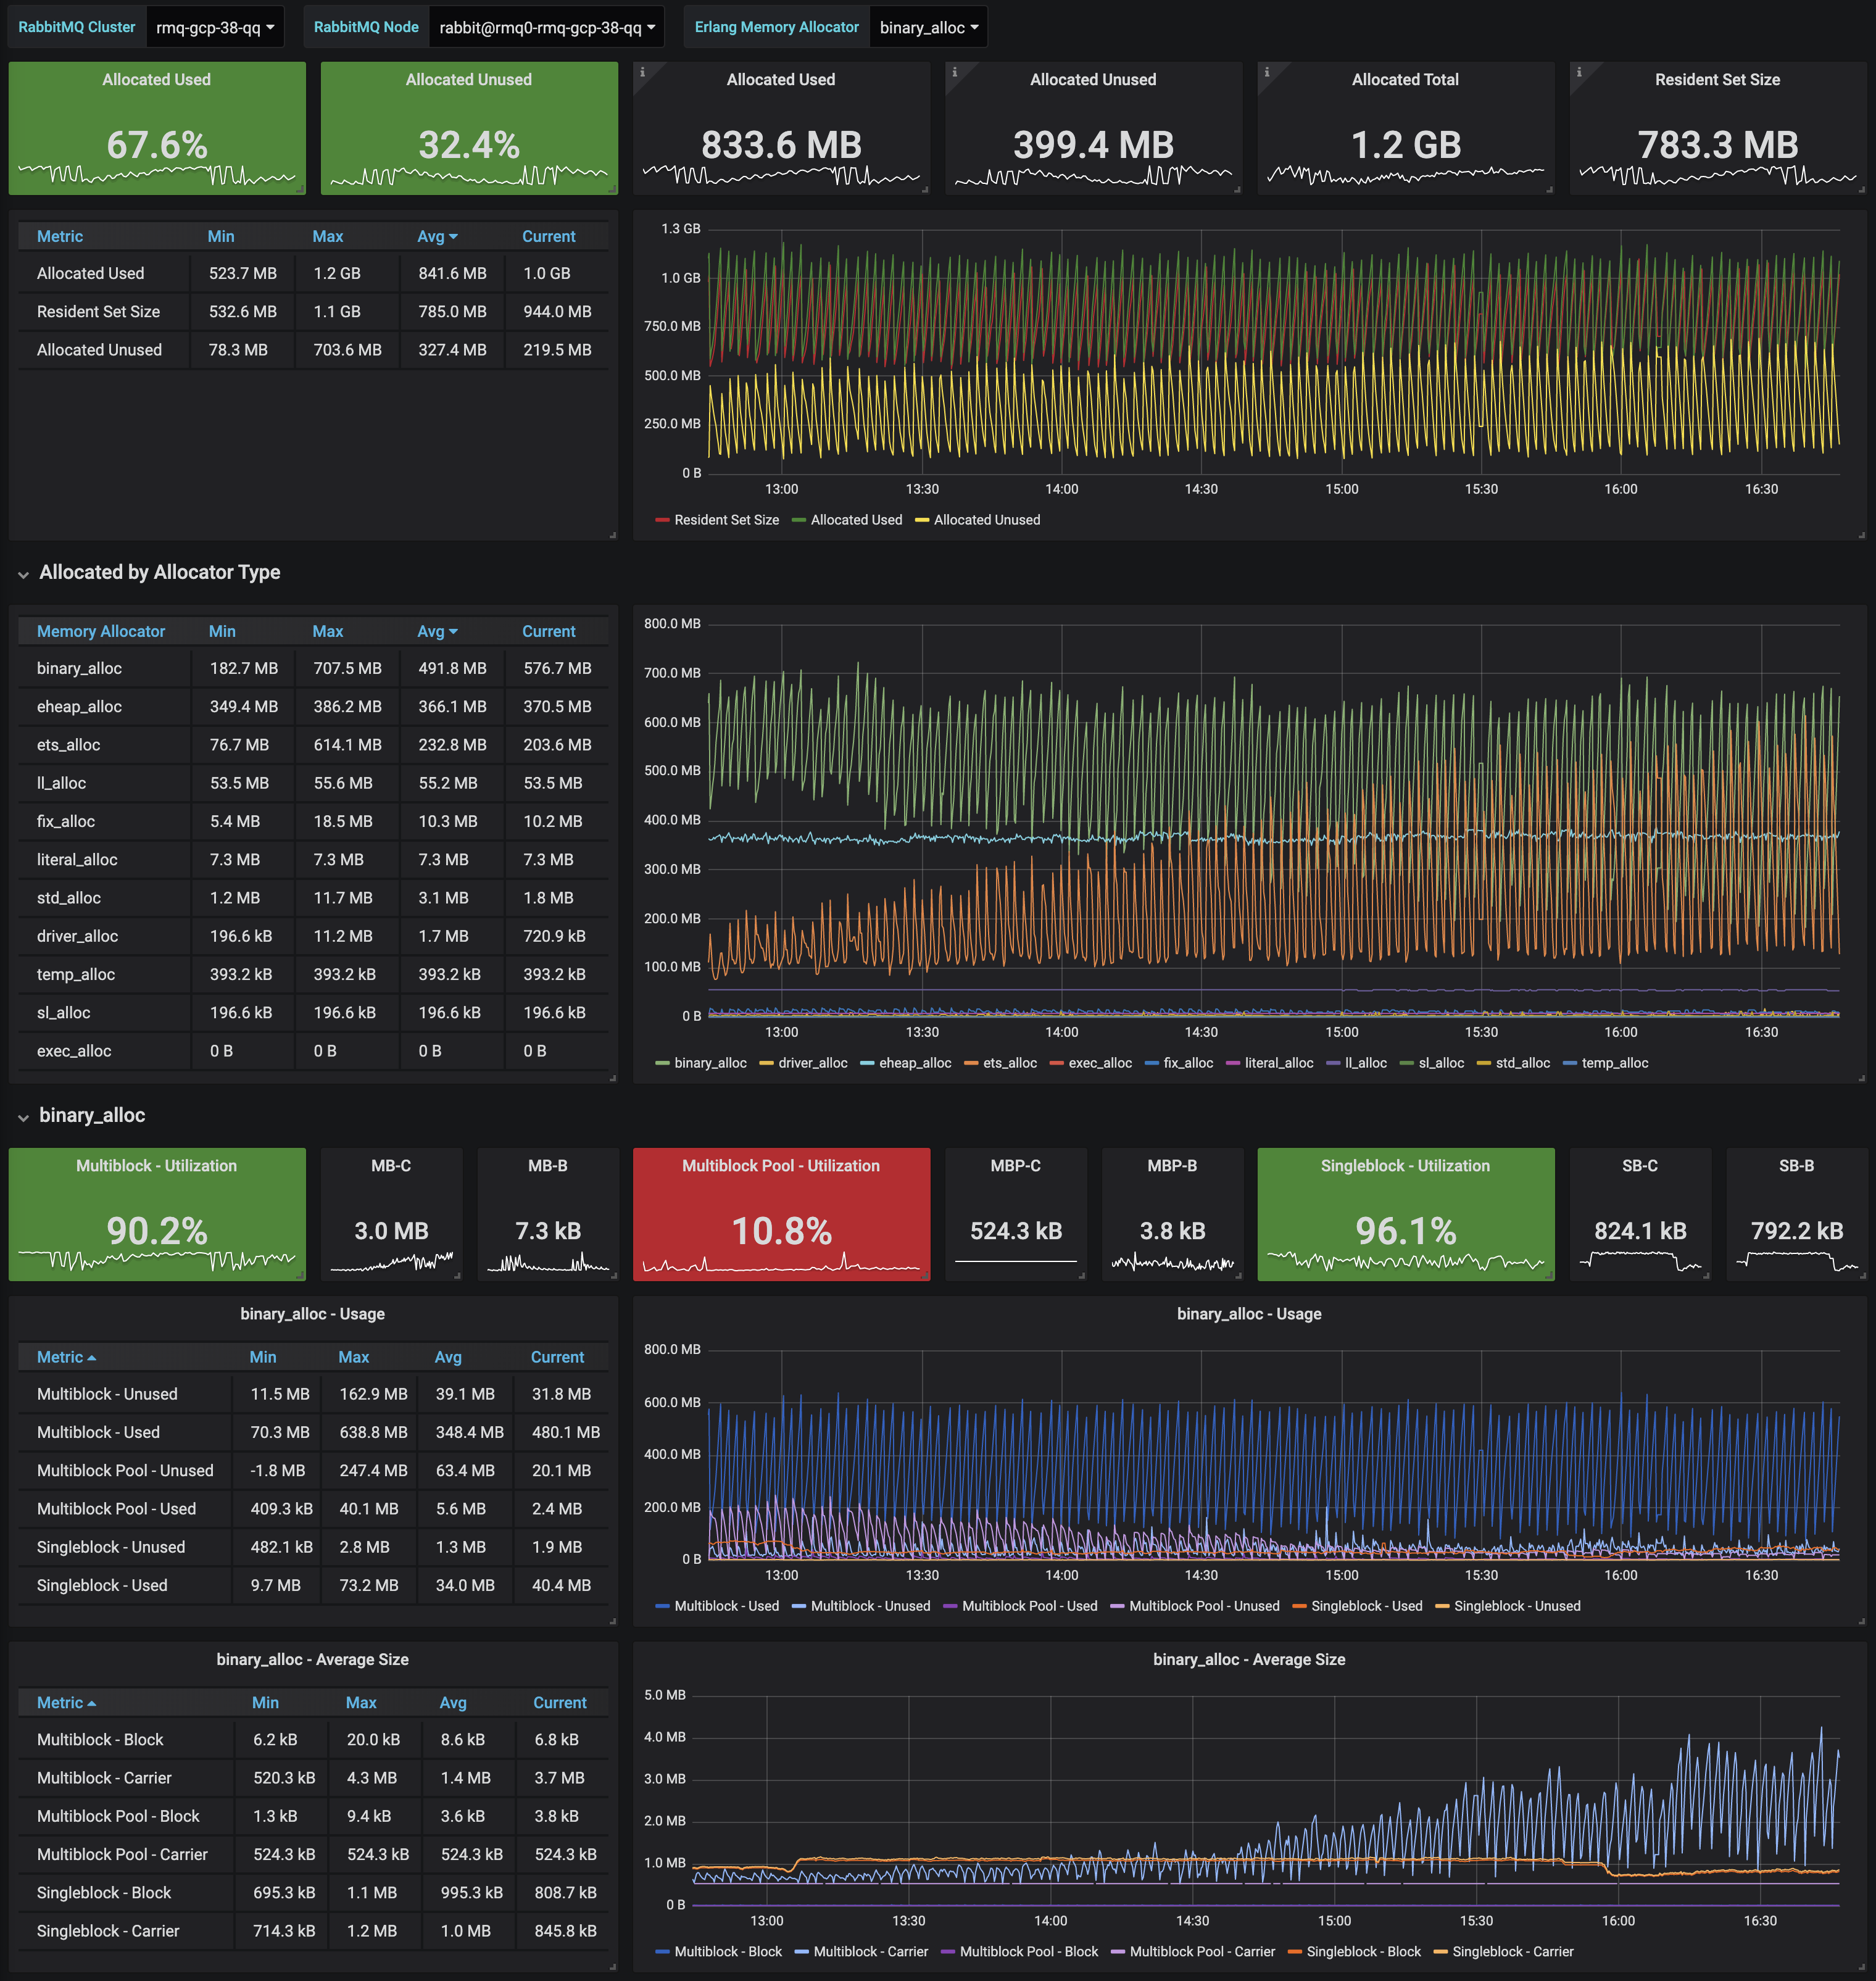 RabbitMQ Cluster rmq-gcp-38-qq RabbitMQ Node rabbit@rmq0-rmq-gcp-38-qq Erlang Memory Allocator binary_alloc
Allocated Used
67.6%
Allocated Unused
32.4%
Allocated Used
833.6 MB
Allocated Unused
399.4 MB
Allocated Total
1.2 GB
Resident Set Size
783.3 MB
Metric Min Max Avg Current
Allocated Used 523.7 MB 1.2 GB 841.6 MB 1.0 GB
Resident Set Size 532.6 MB 1.1 GB 785.0 MB 944.0 MB
Allocated Unused 78.3 MB 703.6 MB 327.4 MB 219.5 MB
1.3 GB
1.0 GB
750.0 MB
500.0 MB
250.0 MB
0 B
13:00 13:30 14:00 14:30 15:00 15:30 16:00 16:30
Resident Set Size Allocated Used Allocated Unused
Allocated by Allocator Type
Memory Allocator Min Max Avg Current
binary_alloc 182.7 MB 707.5 MB 491.8 MB 576.7 MB
eheap_alloc 349.4 MB 386.2 MB 366.1 MB 370.5 MB
ets_alloc 76.7 MB 614.1 MB 232.8 MB 203.6 MB
ll_alloc 53.5 MB 55.6 MB 55.2 MB 53.5 MB
fix_alloc 5.4 MB 18.5 MB 10.3 MB 10.2 MB
literal_alloc 7.3 MB 7.3 MB 7.3 MB 7.3 MB
std_alloc 1.2 MB 11.7 MB 3.1 MB 1.8 MB
driver_alloc 196.6 kB 11.2 MB 1.7 MB 720.9 kB
temp_alloc 393.2 kB 393.2 kB 393.2 kB 393.2 kB
sl_alloc 196.6 kB 196.6 kB 196.6 kB 196.6 kB
exec_alloc 0 B 0 B 0 B 0 B
800.0 MB
700.0 MB
600.0 MB
500.0 MB
400.0 MB
300.0 MB
200.0 MB
100.0 MB
0 B
13:00 13:30 14:00 14:30 15:00 15:30 16:00 16:30
binary_alloc driver_alloc eheap_alloc ets_alloc exec_alloc fix_alloc literal_alloc ll_alloc sl_alloc std_alloc temp_alloc
binary_alloc
Multiblock - Utilization
90.2%
MB-C
3.0 MB
MB-B
7.3 kB
Multiblock Pool - Utilization
10.8%
MBP-C
524.3 kB
MBP-B
3.8 kB
Singleblock - Utilization
96.1%
SB-C
824.1 kB
SB-B
792.2 kB
binary_alloc - Usage
Metric Min Max Avg Current
Multiblock - Unused 11.5 MB 162.9 MB 39.1 MB 31.8 MB
Multiblock - Used 70.3 MB 638.8 MB 348.4 MB 480.1 MB
Multiblock Pool - Unused -1.8 MB 247.4 MB 63.4 MB 20.1 MB
Multiblock Pool - Used 409.3 kB 40.1 MB 5.6 MB 2.4 MB
Singleblock - Unused 482.1 kB 2.8 MB 1.3 MB 1.9 MB
Singleblock - Used 9.7 MB 73.2 MB 34.0 MB 40.4 MB
binary_alloc - Usage
800.0 MB
600.0 MB
400.0 MB
200.0 MB
0 B
13:00 13:30 14:00 14:30 15:00 15:30 16:00 16:30
Multiblock - Used Multiblock - Unused Multiblock Pool - Used Multiblock Pool - Unused Singleblock - Used Singleblock - Unused
binary_alloc - Average Size
Metric Min Max Avg Current
Multiblock - Block 6.2 kB 20.0 kB 8.6 kB 6.8 kB
Multiblock - Carrier 520.3 kB 4.3 MB 1.4 MB 3.7 MB
Multiblock Pool - Block 1.3 kB 9.4 kB 3.6 kB 3.8 kB
Multiblock Pool - Carrier 524.3 kB 524.3 kB 524.3 kB 524.3 kB
Singleblock - Block 695.3 kB 1.1 MB 995.3 kB 808.7 kB
Singleblock - Carrier 714.3 kB 1.2 MB 1.0 MB 845.8 kB
binary_alloc - Average Size
5.0 MB
4.0 MB
3.0 MB
2.0 MB
1.0 MB
0 B
13:00 13:30 14:00 14:30 15:00 15:30 16:00 16:30
Multiblock - Block Multiblock - Carrier Multiblock Pool - Block Multiblock Pool - Carrier Singleblock - Block Singleblock - Carrier